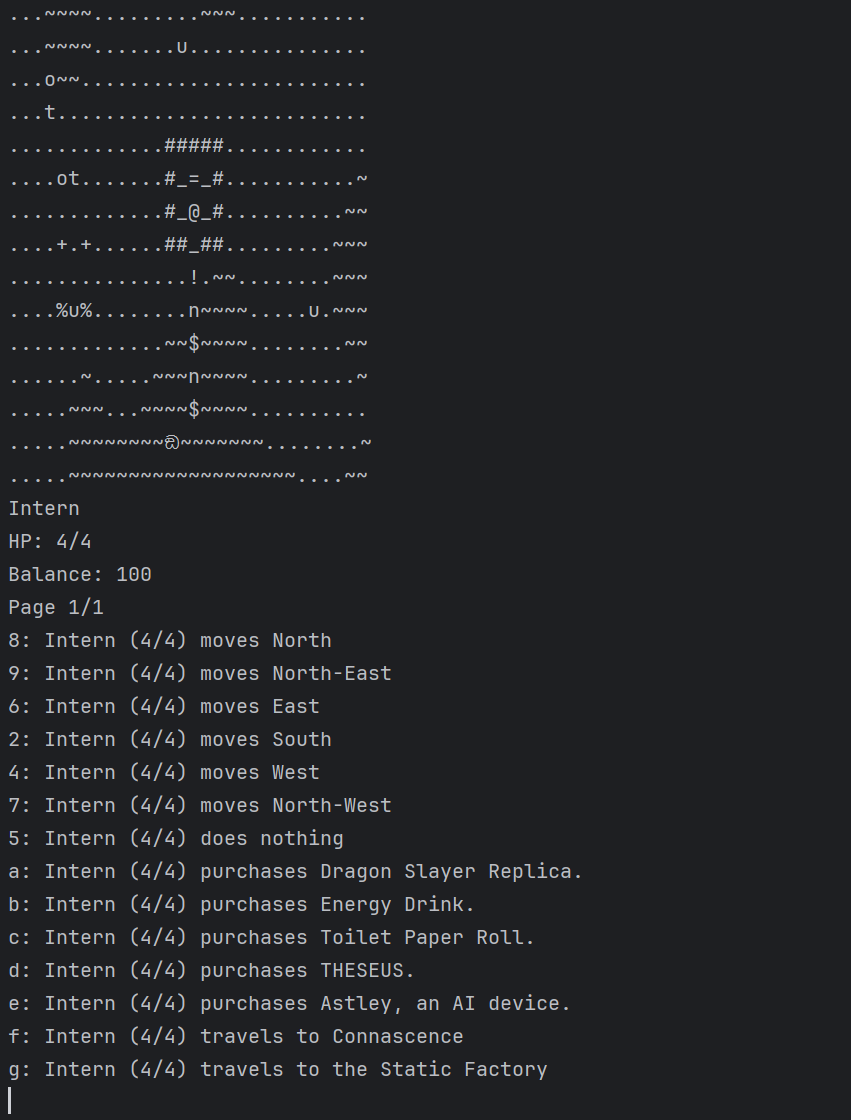 ...~~~~.........~~~...........
...~~~~.......u...............
...o~~........................
...t..........................
.............#####............
....ot.......#_=_#...........~
.............#_@_#..........~~
....+.+......##_##.........~~~
...............!.~~........~~~
....%u%........n~~~~.....u.~~~
.............~~$~~~~........~~
......~.....~~~n~~~~.........~
.....~~~...~~~~$~~~~..........
.....~~~~~~~~ඞ~~~~~~~........~
.....~~~~~~~~~~~~~~~~~~~....~~
Intern
HP: 4/4
Balance: 100
Page 1/1
8: Intern (4/4) moves North
9: Intern (4/4) moves North-East
6: Intern (4/4) moves East
2: Intern (4/4) moves South
4: Intern (4/4) moves West
7: Intern (4/4) moves North-West
5: Intern (4/4) does nothing
a: Intern (4/4) purchases Dragon Slayer Replica.
b: Intern (4/4) purchases Energy Drink.
c: Intern (4/4) purchases Toilet Paper Roll.
d: Intern (4/4) purchases THESEUS.
e: Intern (4/4) purchases Astley, an AI device.
f: Intern (4/4) travels to Connascence
g: Intern (4/4) travels to the Static Factory